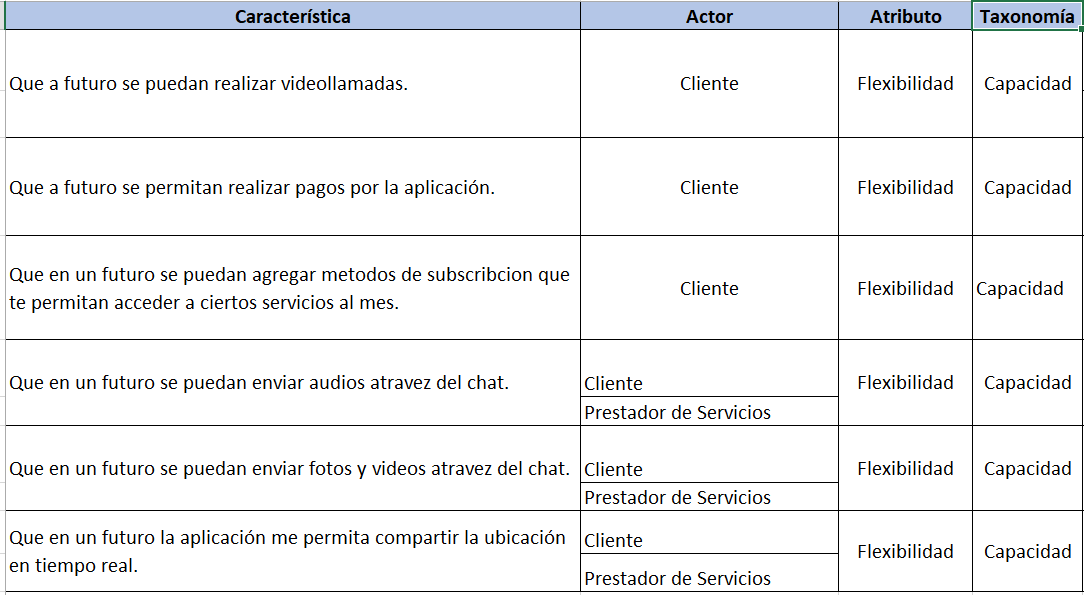 Característica Actor Atributo Taxonomía
Que a futuro se puedan realizar videollamadas. Cliente Flexibilidad Capacidad
Que a futuro se permitan realizar pagos por la aplicación. Cliente Flexibilidad Capacidad
Que en un futuro se puedan agregar metodos de subscribcion que
te permitan acceder a ciertos servicios al mes.
Cliente Flexibilidad Capacidad
Que en un futuro se puedan enviar audios atravez del chat. Cliente Flexibilidad Capacidad
Prestador de Servicios
Que en un futuro se puedan enviar fotos y videos atravez del chat. Cliente Flexibilidad Capacidad
Prestador de Servicios
Que en un futuro la aplicación me permita compartir la ubicación
en tiempo real.
Cliente Flexibilidad Capacidad
Prestador de Servicios